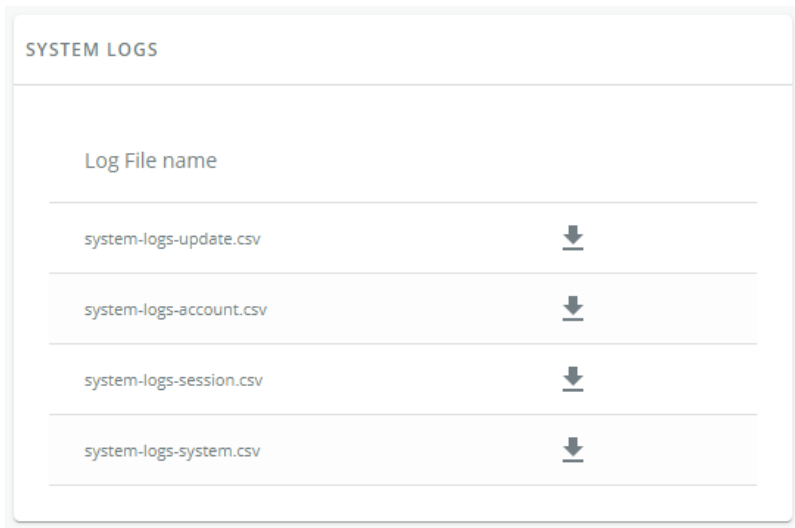 SYSTEM LOGS
Log File name
system-logs-update.csv
system-logs-account.csv
system-logs-session.csv
system-logs-system.csv